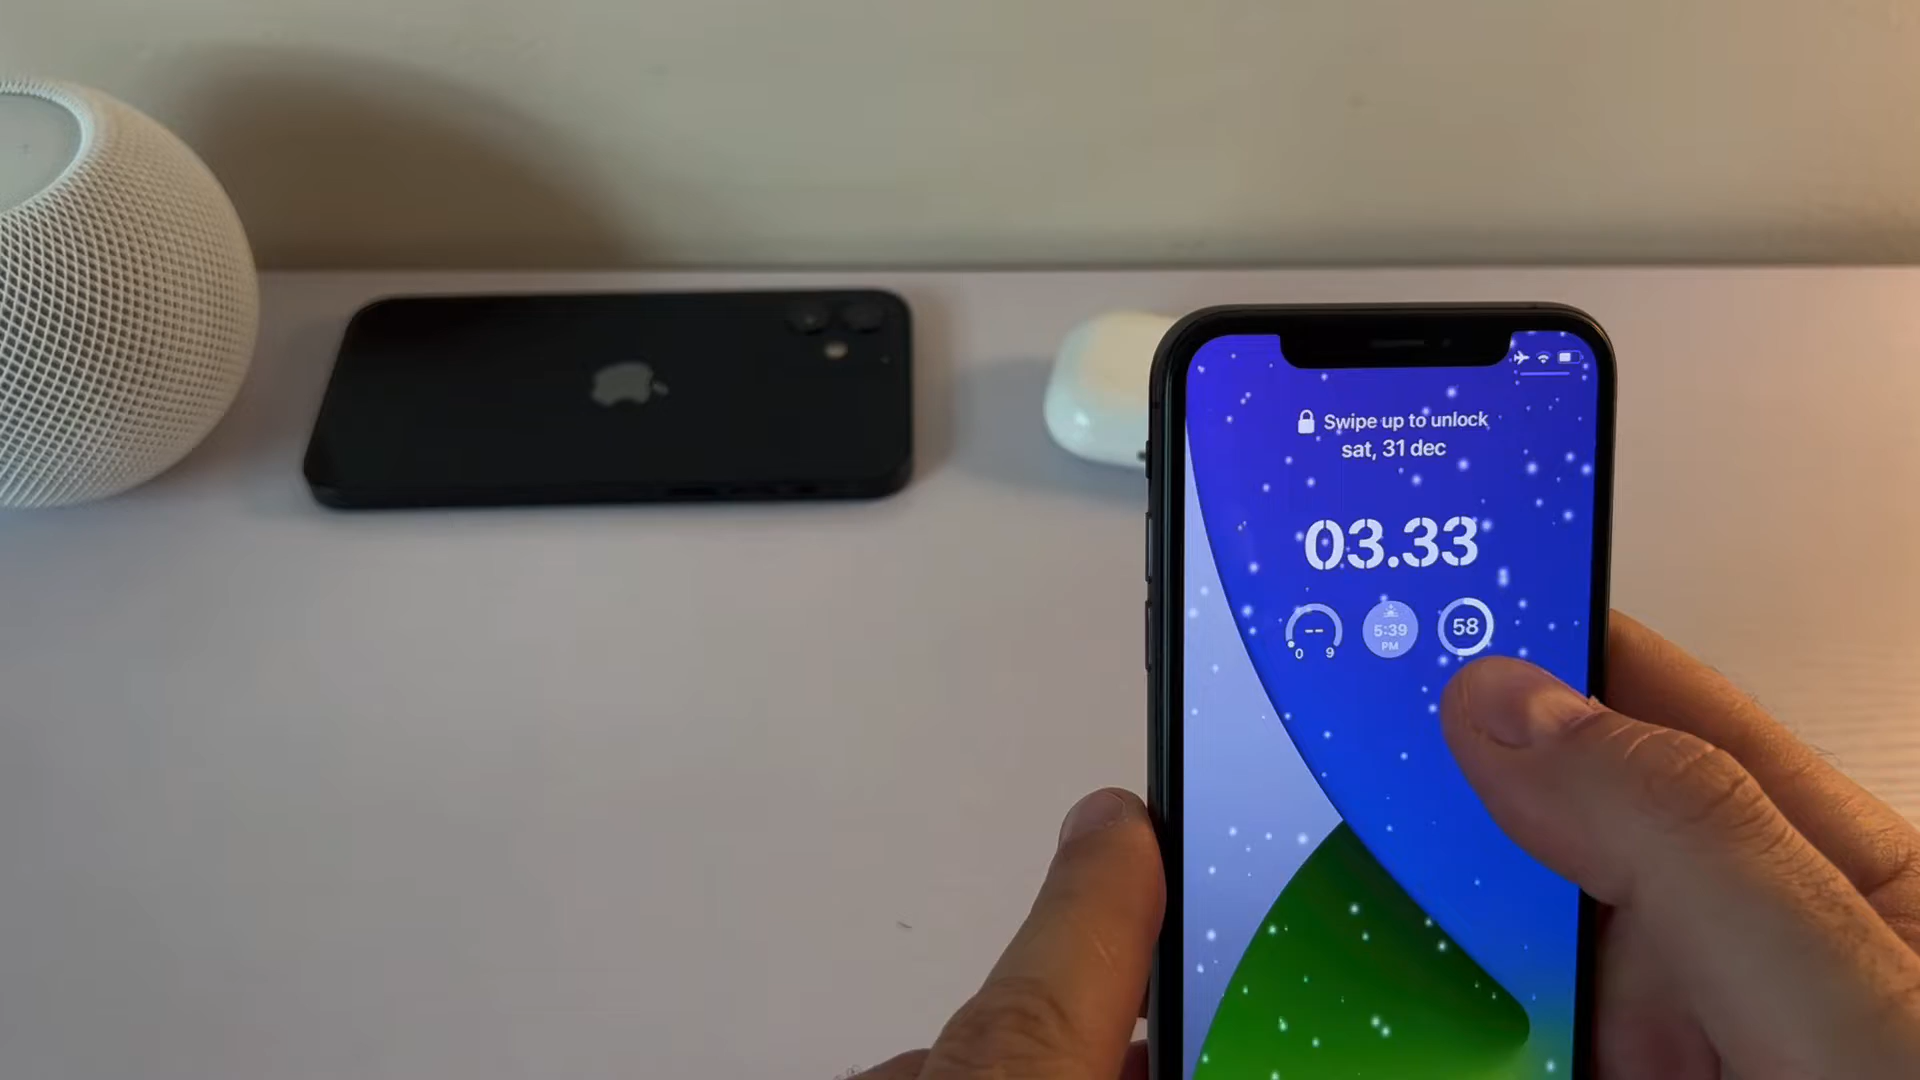 Swipe up to unlock
sat, 31 dec
03.33
--
0 9
5:39
PM
58